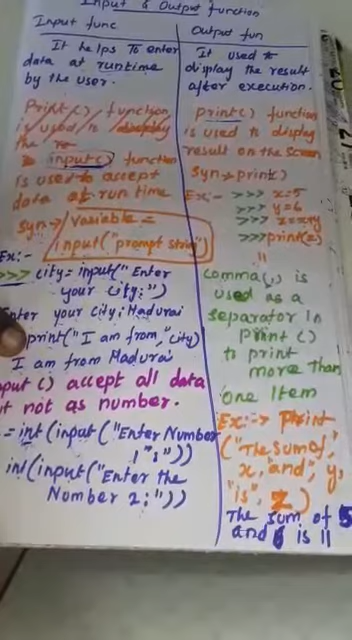 Input & Output function
Input func
It helps To enter
data at runtime
by the user.
Print() function
is used to display
the re
input() function
is used to accept
data at run time
Syn→ Variable =
input("prompt string")
Ex:-
>>> city = input("Enter
your city:")
Enter your city: Madurai
print("I am from", city)
I am from Madurai
put () accept all data
t not as number.
= int (input ("Enter Number
1":"))
int(input("Enter the
Number 2:"))
Output fun
It used to
display the result
after execution.
print() function
is used to display
result on the screen
Syn→ print()
Ex:- >>> x=5
>>> y=6
>>> z=x+y
>>> print(z)
11
Comma(,) is
used as a
separator in
Print ()
to print
more than
one Item
Ex:-> print
("The sum of,"
x, "and", y,
"is", z)
The sum of 5
and 6 is 11